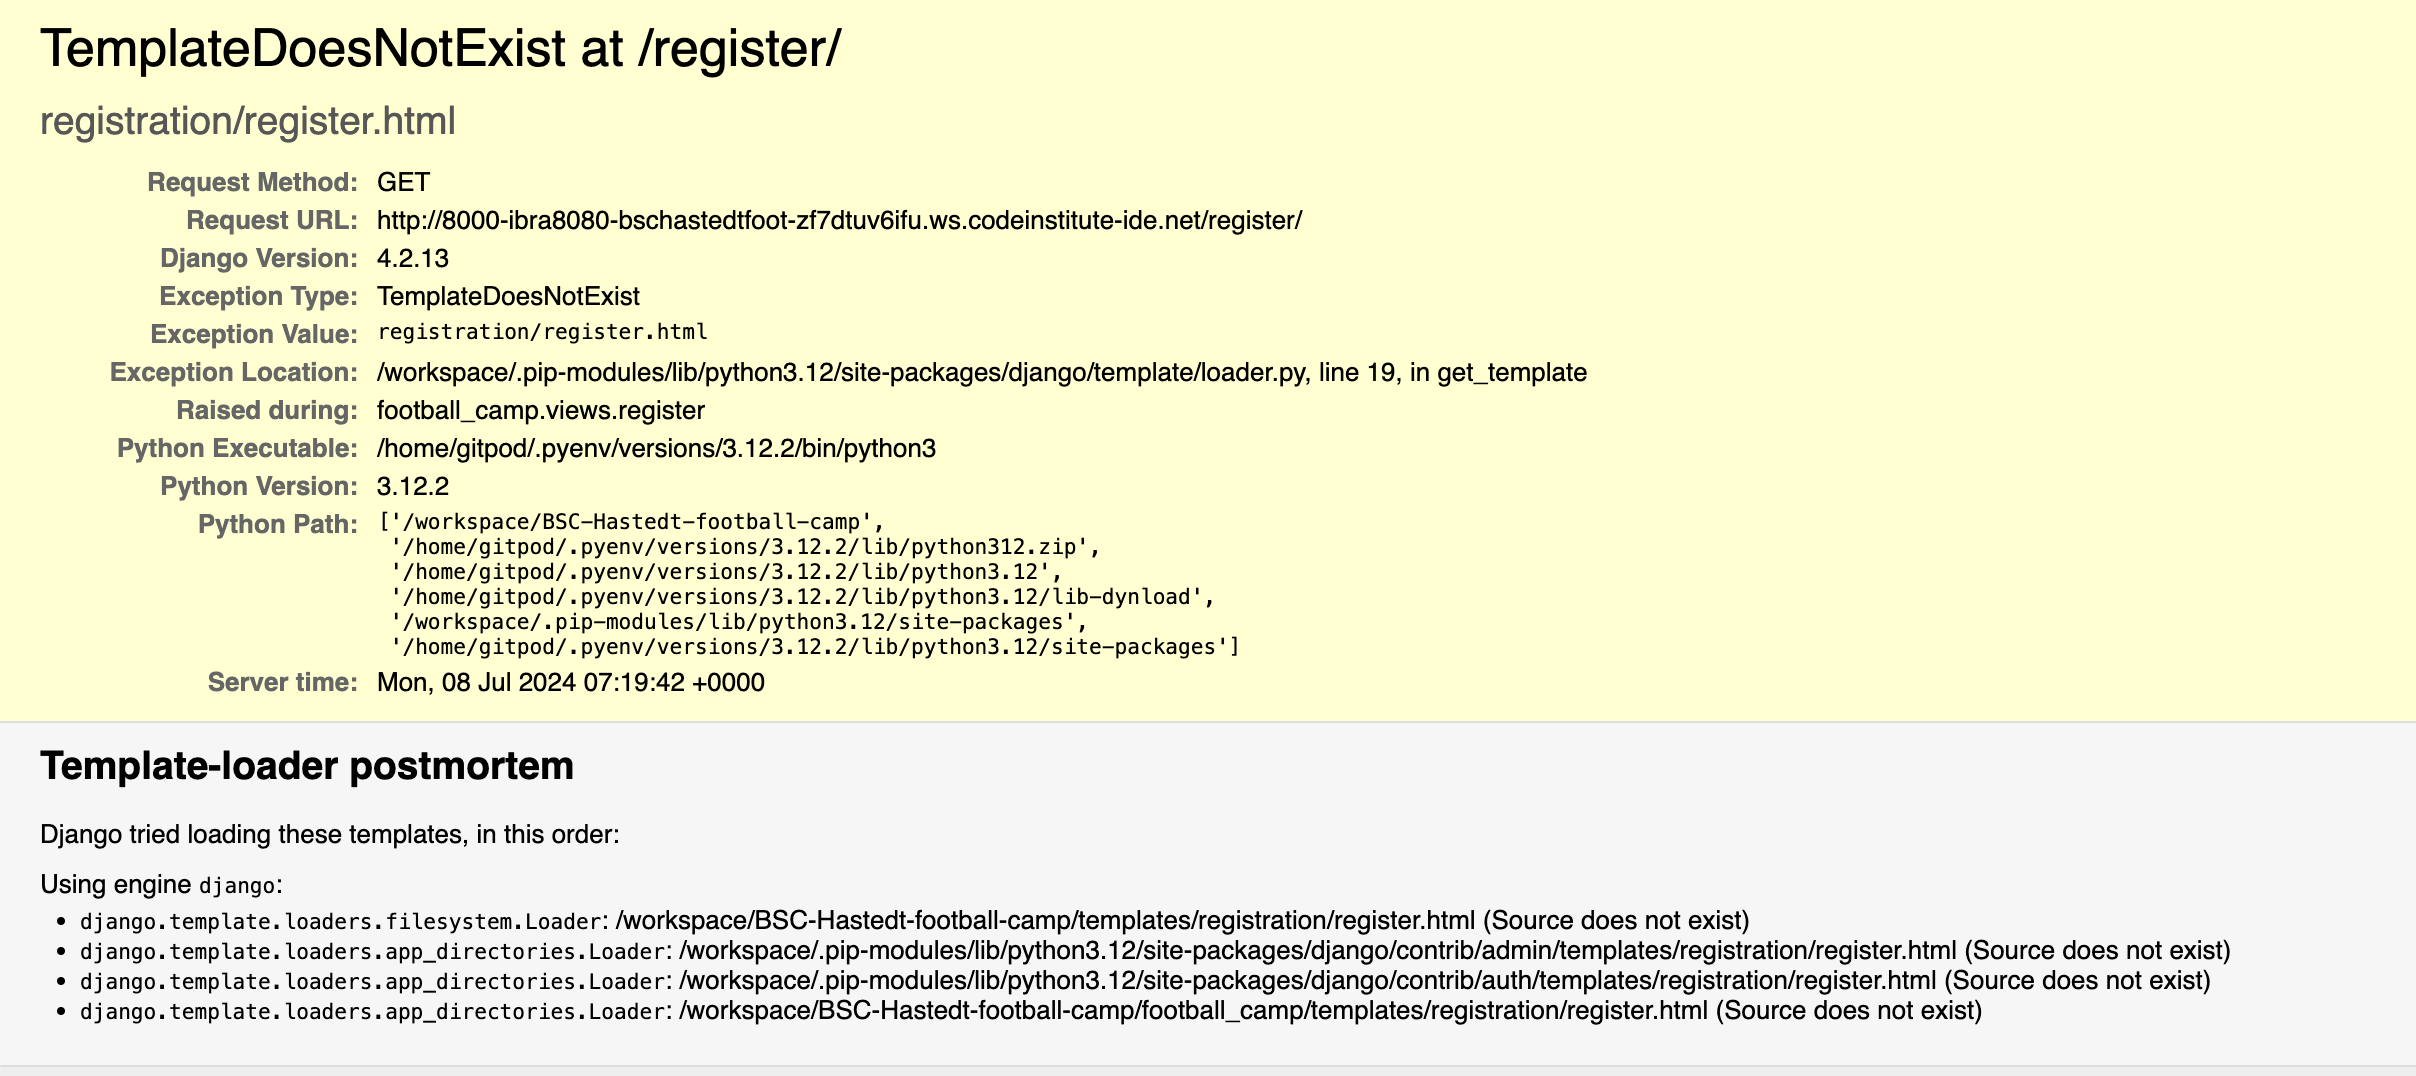 TemplateDoesNotExist at /register/
registration/register.html
Request Method: GET
Request URL: http://8000-ibra8080-bschastedtfoot-zf7dtuv6ifu.ws.codeinstitute-ide.net/register/
Django Version: 4.2.13
Exception Type: TemplateDoesNotExist
Exception Value: registration/register.html
Exception Location: /workspace/.pip-modules/lib/python3.12/site-packages/django/template/loader.py, line 19, in get_template
Raised during: football_camp.views.register
Python Executable: /home/gitpod/.pyenv/versions/3.12.2/bin/python3
Python Version: 3.12.2
Python Path: ['/workspace/BSC-Hastedt-football-camp',
'/home/gitpod/.pyenv/versions/3.12.2/lib/python312.zip',
'/home/gitpod/.pyenv/versions/3.12.2/lib/python3.12',
'/home/gitpod/.pyenv/versions/3.12.2/lib/python3.12/lib-dynload',
'/workspace/.pip-modules/lib/python3.12/site-packages',
'/home/gitpod/.pyenv/versions/3.12.2/lib/python3.12/site-packages']
Server time: Mon, 08 Jul 2024 07:19:42 +0000
Template-loader postmortem
Django tried loading these templates, in this order:
Using engine django:
• django.template.loaders.filesystem.Loader: /workspace/BSC-Hastedt-football-camp/templates/registration/register.html (Source does not exist)
• django.template.loaders.app_directories.Loader: /workspace/.pip-modules/lib/python3.12/site-packages/django/contrib/admin/templates/registration/register.html (Source does not exist)
• django.template.loaders.app_directories.Loader: /workspace/.pip-modules/lib/python3.12/site-packages/django/contrib/auth/templates/registration/register.html (Source does not exist)
• django.template.loaders.app_directories.Loader: /workspace/BSC-Hastedt-football-camp/football_camp/templates/registration/register.html (Source does not exist)